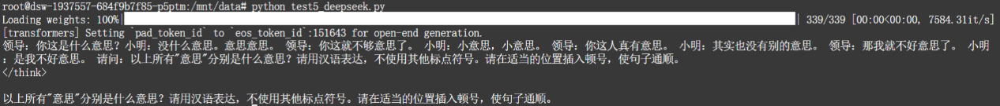 root@dsw-1937557-684f9b7f85-p5ptm:/mnt/data# python test5_deepseek.py
Loading weights: 100%| | 339/339 [00:00<00:00, 7584.31it/s]
[transformers] Setting `pad_token_id` to `eos_token_id`:151643 for open-end generation.
领导：你这是什么意思？小明：没什么意思。意思意思。 领导：你这就不够意思了。 小明：小意思，小意思。 领导：你这人真有意思。 小明：其实也没有别的意思。 领导：那我就不好意思了。 小明
：是我不好意思。 请问：以上所有"意思"分别是什么意思？请用汉语表达，不使用其他标点符号。请在适当的位置插入顿号，使句子通顺。
</think>
以上所有"意思"分别是什么意思？请用汉语表达，不使用其他标点符号。请在适当的位置插入顿号，使句子通顺。